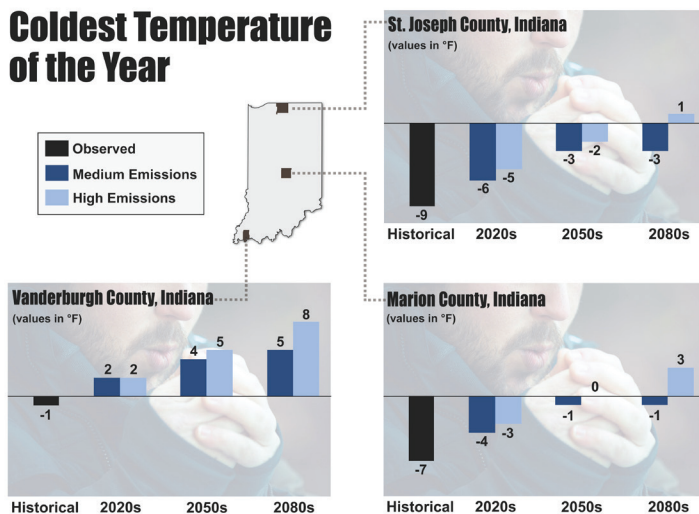 Coldest Temperature
of the Year
Observed
Medium Emissions
High Emissions
St. Joseph County, Indiana
(values in °F)
1
-3
-2
-3
-6
-5
-9
Historical 2020s 2050s 2080s
Vanderburgh County, Indiana
(values in °F)
8
5
4
5
2 2
-1
Historical 2020s 2050s 2080s
Marion County, Indiana
(values in °F)
3
0
-1
-1
-4
-3
-7
Historical 2020s 2050s 2080s